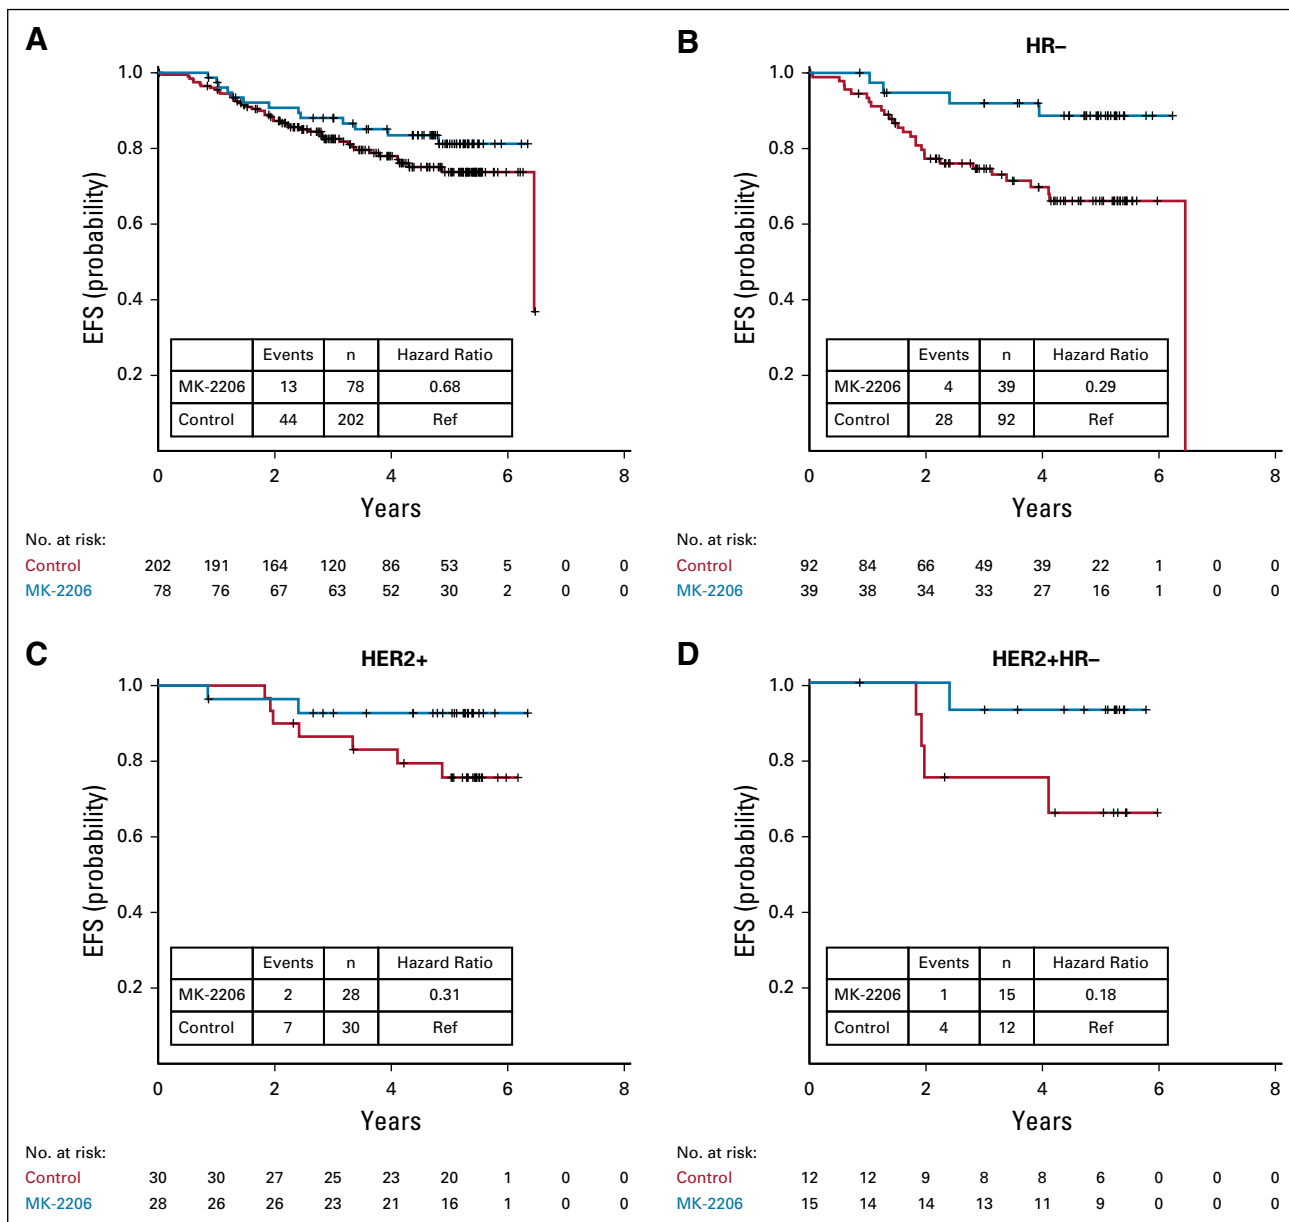 A
1.0
0.8
0.6
0.4
0.2
EFS (probability)
Events n Hazard Ratio
MK-2206 13 78 0.68
Control 44 202 Ref
0 2 4 6 8
Years
No. at risk:
Control 202 191 164 120 86 53 5 0 0
MK-2206 78 76 67 63 52 30 2 0 0
B
HR–
1.0
0.8
0.6
0.4
0.2
EFS (probability)
Events n Hazard Ratio
MK-2206 4 39 0.29
Control 28 92 Ref
0 2 4 6 8
Years
No. at risk:
Control 92 84 66 49 39 22 1 0 0
MK-2206 39 38 34 33 27 16 1 0 0
C
HER2+
1.0
0.8
0.6
0.4
0.2
EFS (probability)
Events n Hazard Ratio
MK-2206 2 28 0.31
Control 7 30 Ref
0 2 4 6 8
Years
No. at risk:
Control 30 30 27 25 23 20 1 0 0
MK-2206 28 26 26 23 21 16 1 0 0
D
HER2+HR–
1.0
0.8
0.6
0.4
0.2
EFS (probability)
Events n Hazard Ratio
MK-2206 1 15 0.18
Control 4 12 Ref
0 2 4 6 8
Years
No. at risk:
Control 12 12 9 8 8 6 0 0 0
MK-2206 15 14 14 13 11 9 0 0 0